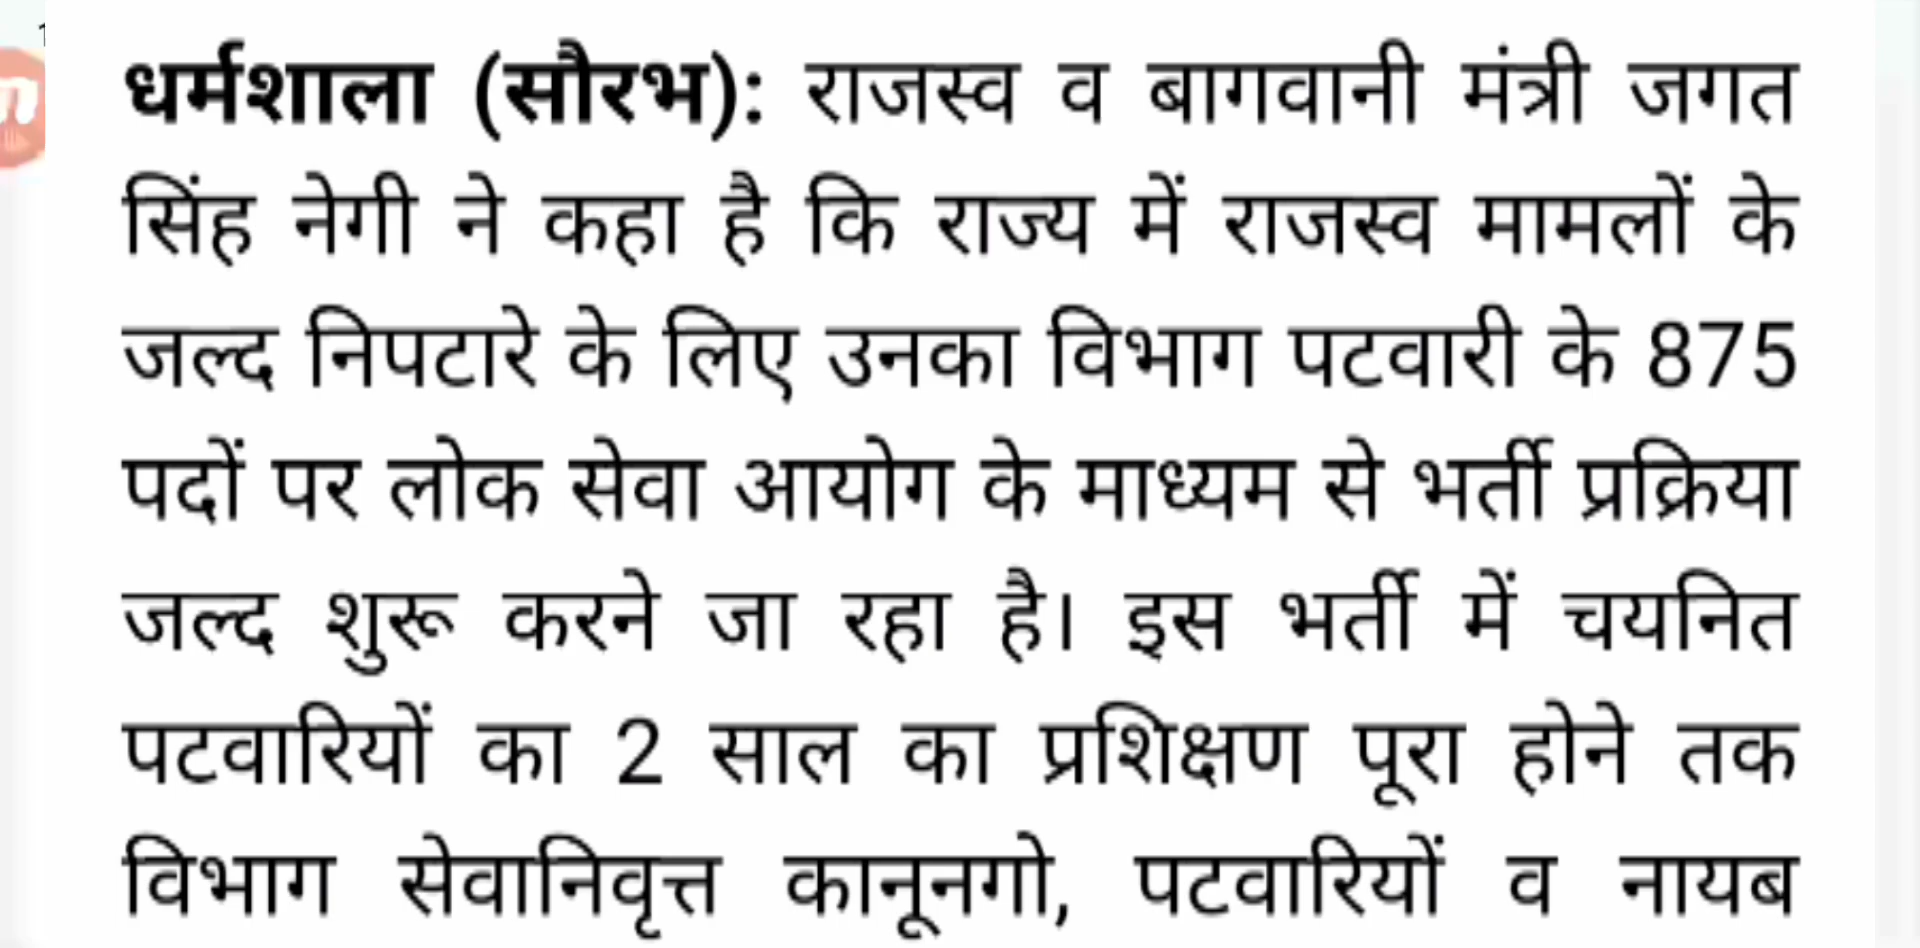 धर्मशाला (सौरभ): राजस्व व बागवानी मंत्री जगत
सिंह नेगी ने कहा है कि राज्य में राजस्व मामलों के
जल्द निपटारे के लिए उनका विभाग पटवारी के 875
पदों पर लोक सेवा आयोग के माध्यम से भर्ती प्रक्रिया
जल्द शुरू करने जा रहा है। इस भर्ती में चयनित
पटवारियों का 2 साल का प्रशिक्षण पूरा होने तक
विभाग सेवानिवृत्त कानूनगो, पटवारियों व नायब